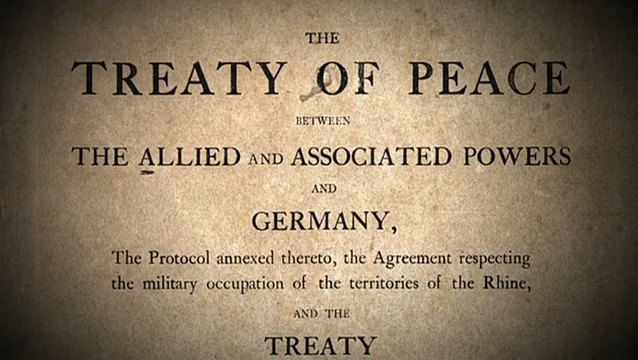 THE
TREATY OF PEACE
BETWEEN
THE ALLIED AND ASSOCIATED POWERS
AND
GERMANY,
The Protocol annexed thereto, the Agreement respecting
the military occupation of the territories of the Rhine,
AND THE
TREATY